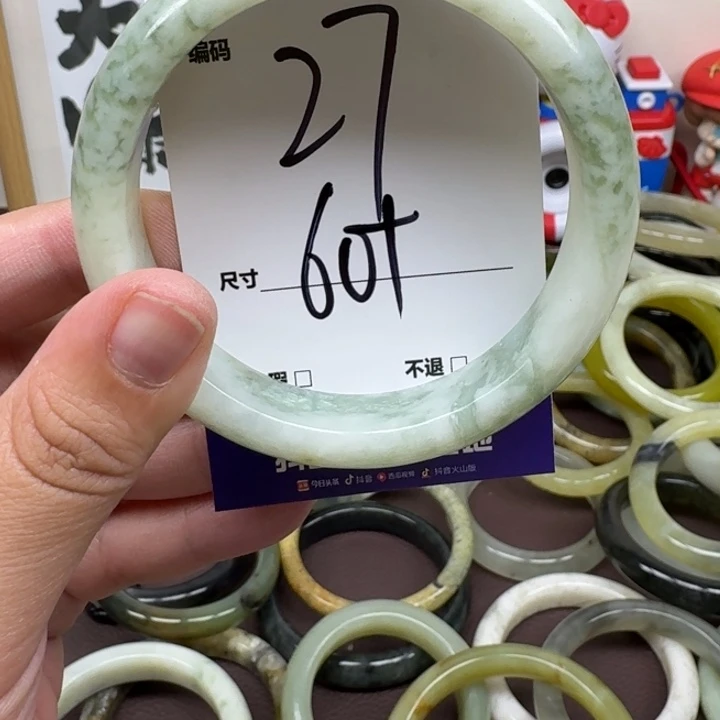 编码
27
尺寸 60+
瑕 □ 不退 □
今日头条 抖音 西瓜视频 抖音火山版